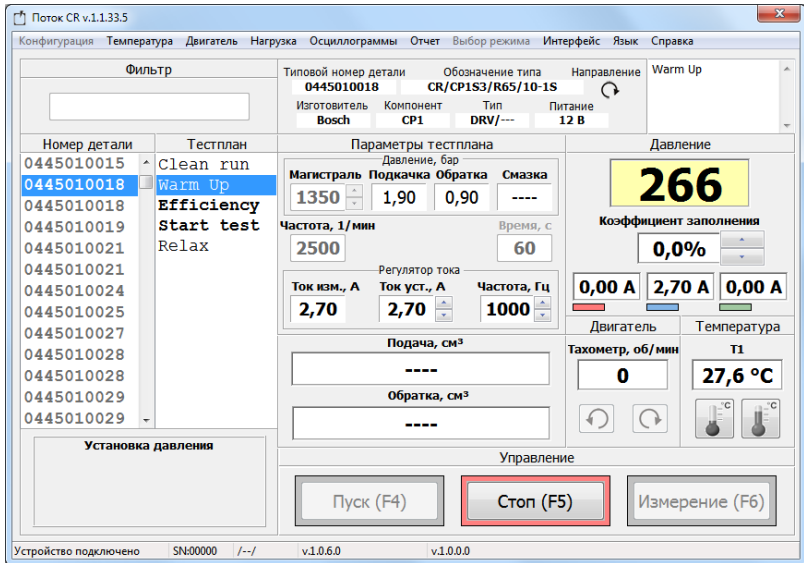 Поток CR v.1.1.33.5
Конфигурация Температура Двигатель Нагрузка Осциллограммы Отчет Выбор режима Интерфейс Язык Справка
Фильтр
Типовой номер детали Обозначение типа Направление
0445010018 CR/CP1S3/R65/10-1S
Изготовитель Компонент Тип Питание
Bosch CP1 DRV/--- 12 В
Warm Up
Номер детали Тестплан
0445010015 Clean run
0445010018 Warm Up
0445010018 Efficiency
0445010019 Start test
0445010021 Relax
0445010021
0445010024
0445010025
0445010027
0445010028
0445010028
0445010029
0445010029
Установка давления
Параметры тестплана
Давление, бар
Магистраль Подкачка Обратка Смазка
1350 1,90 0,90 ----
Частота, 1/мин Время, с
2500 60
Регулятор тока
Ток изм., А Ток уст., А Частота, Гц
2,70 2,70 1000
Подача, см³
----
Обратка, см³
----
Давление
266
Коэффициент заполнения
0,0%
0,00 А 2,70 А 0,00 А
Двигатель Температура
Тахометр, об/мин T1
0 27,6 °C
°C °C
Управление
Пуск (F4) Стоп (F5) Измерение (F6)
Устройство подключено SN:00000 /--/ v.1.0.6.0 v.1.0.0.0